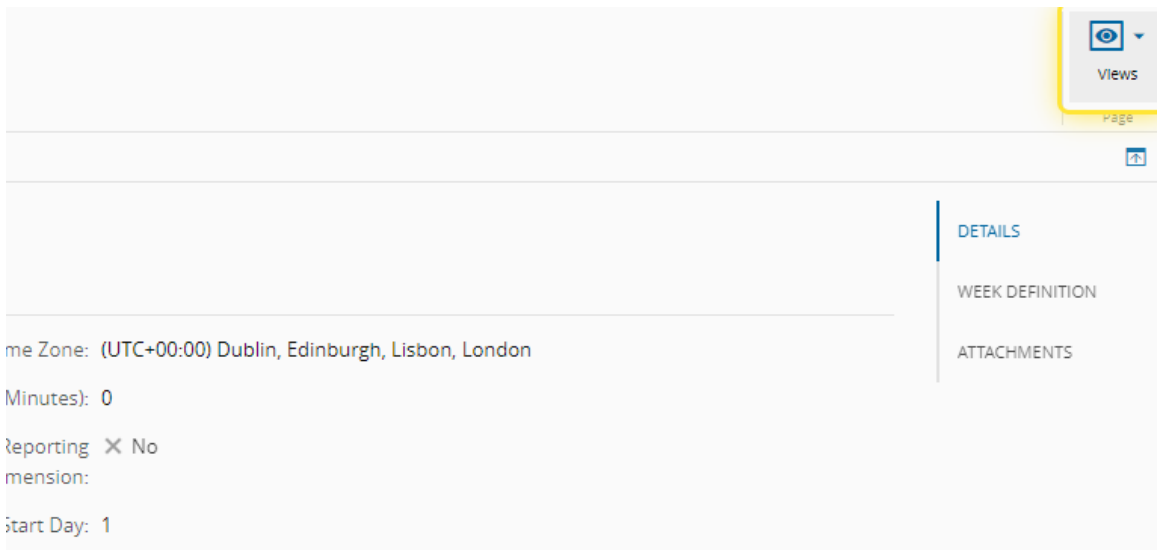 Views
Page
DETAILS
WEEK DEFINITION
me Zone: (UTC+00:00) Dublin, Edinburgh, Lisbon, London
ATTACHMENTS
Minutes): 0
Reporting No
mension:
Start Day: 1